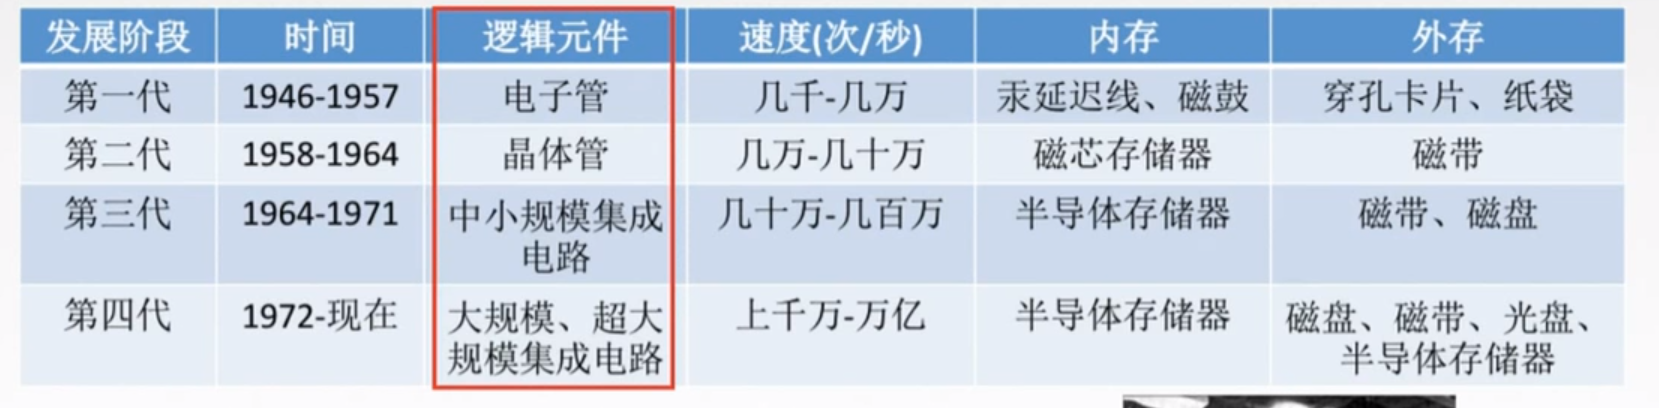 发展阶段 时间 逻辑元件 速度(次/秒) 内存 外存
第一代 1946-1957 电子管 几千-几万 汞延迟线、磁鼓 穿孔卡片、纸袋
第二代 1958-1964 晶体管 几万-几十万 磁芯存储器 磁带
第三代 1964-1971 中小规模集成 几十万-几百万 半导体存储器 磁带、磁盘
电路
第四代 1972-现在 大规模、超大 上千万-万亿 半导体存储器 磁盘、磁带、光盘、
规模集成电路 半导体存储器